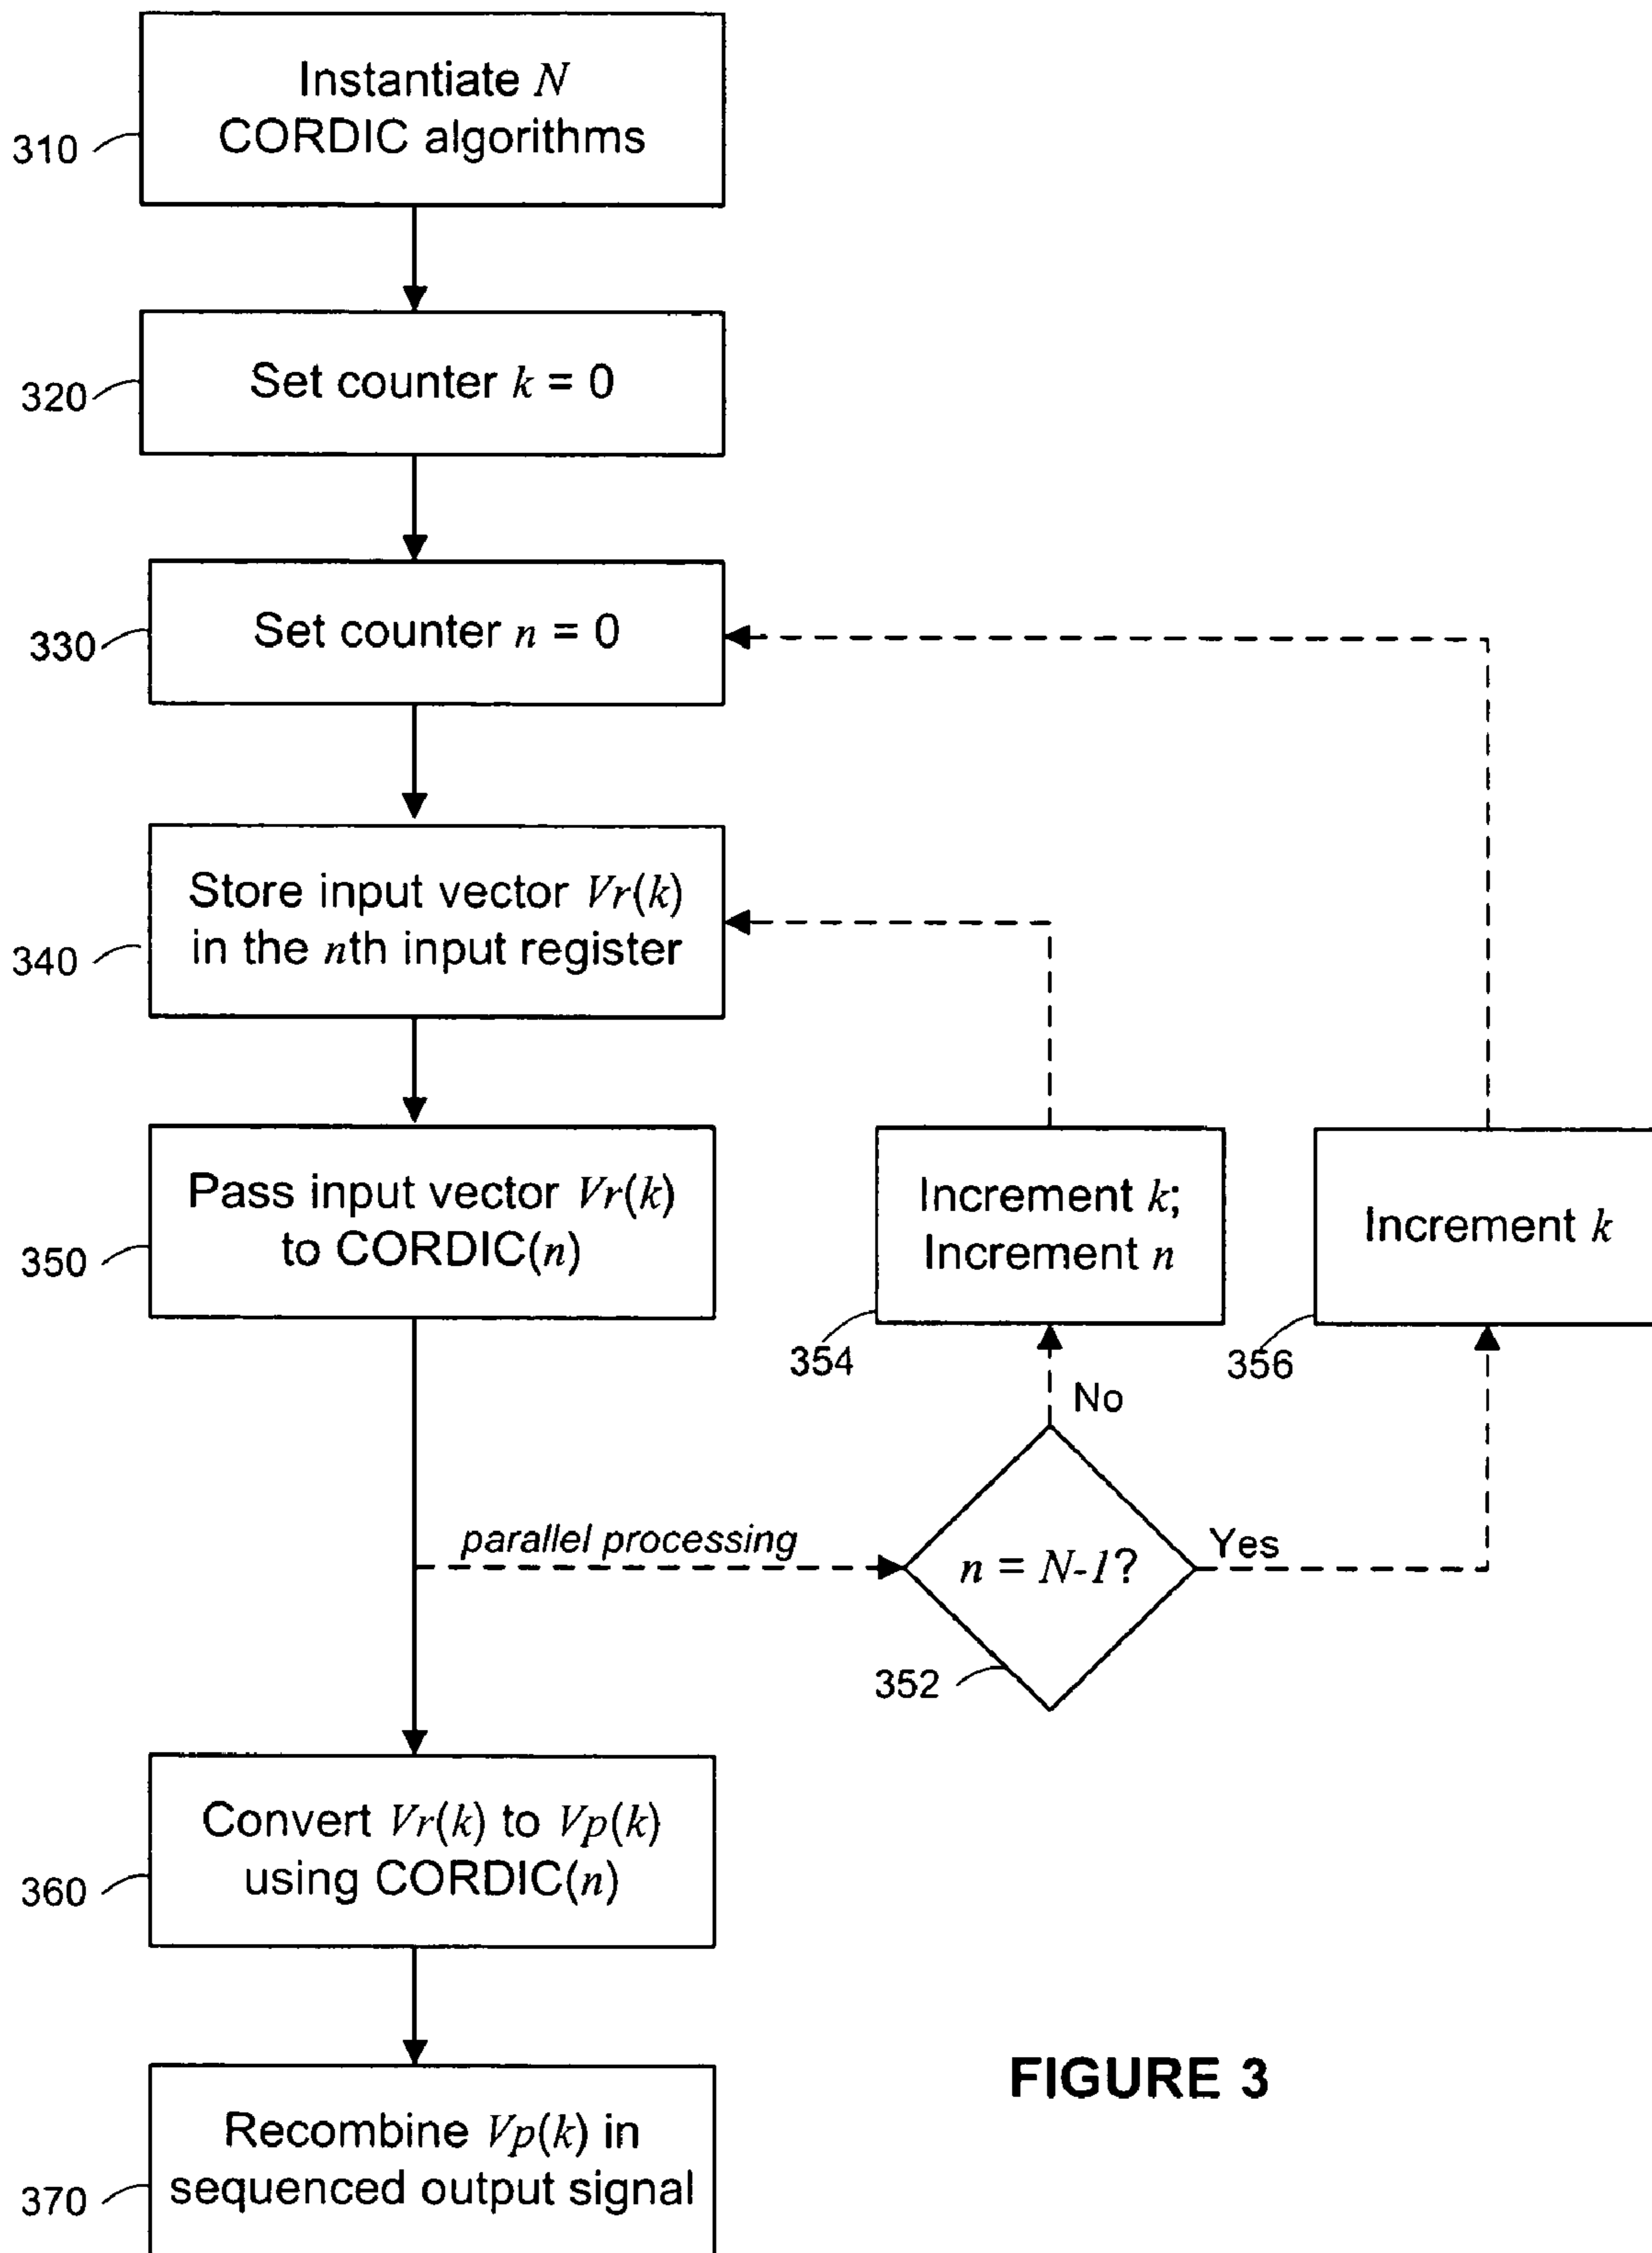 Instantiate N
CORDIC algorithms
310
Set counter k = 0
320
Set counter n = 0
330
Store input vector Vr(k)
in the nth input register
340
Pass input vector Vr(k)
to CORDIC(n)
350
Increment k;
Increment n
354
Increment k
356
No
parallel processing
n = N-1?
Yes
352
Convert Vr(k) to Vp(k)
using CORDIC(n)
360
Recombine Vp(k) in
sequenced output signal
370
FIGURE 3